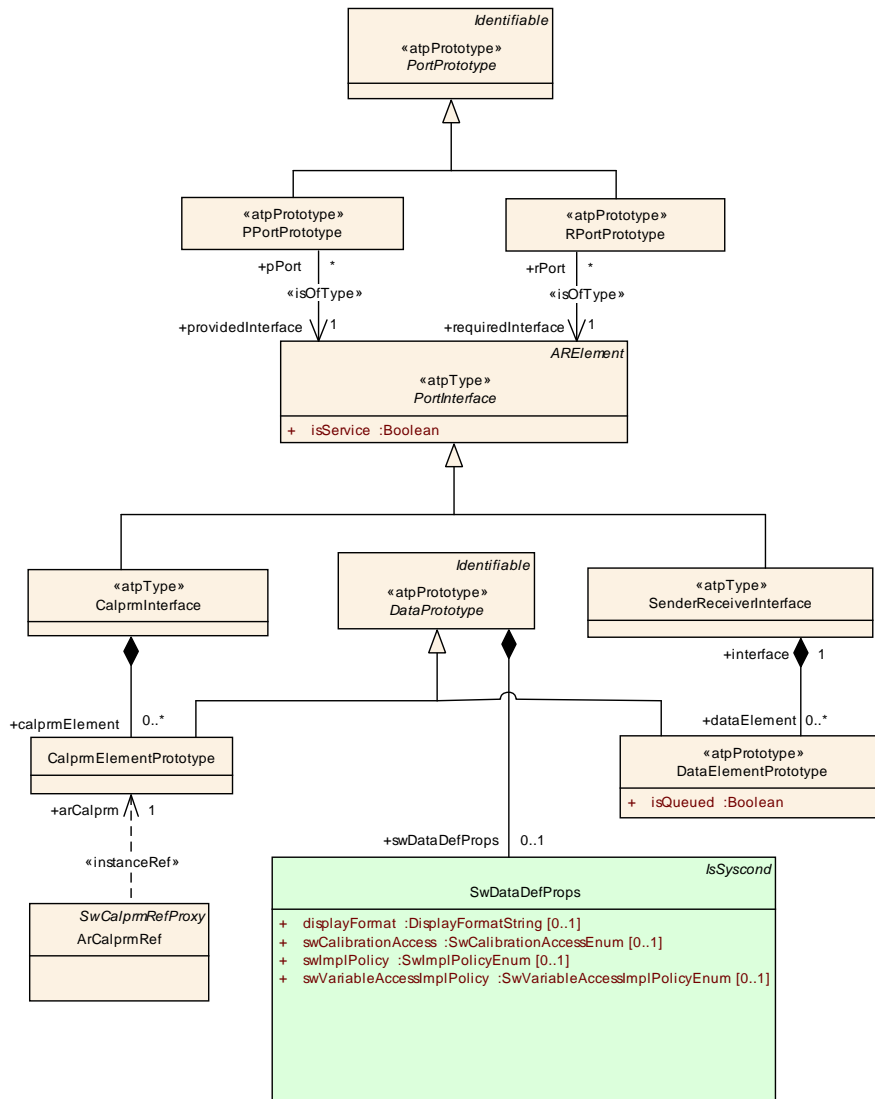 Identifiable
«atpPrototype»
PortPrototype
«atpPrototype»
PPortPrototype
«atpPrototype»
RPortPrototype
+pPort *
+rPort *
«isOfType»
«isOfType»
+providedInterface 1
+requiredInterface 1
ARElement
«atpType»
PortInterface
+ isService :Boolean
«atpType»
CalprmInterface
Identifiable
«atpPrototype»
DataPrototype
«atpType»
SenderReceiverInterface
+interface 1
+calprmElement 0..*
+dataElement 0..*
CalprmElementPrototype
«atpPrototype»
DataElementPrototype
+ isQueued :Boolean
+arCalprm 1
+swDataDefProps 0..1
«instanceRef»
SwCalprmRefProxy
ArCalprmRef
IsSyscond
SwDataDefProps
+ displayFormat :DisplayFormatString [0..1]
+ swCalibrationAccess :SwCalibrationAccessEnum [0..1]
+ swImplPolicy :SwImplPolicyEnum [0..1]
+ swVariableAccessImplPolicy :SwVariableAccessImplPolicyEnum [0..1]